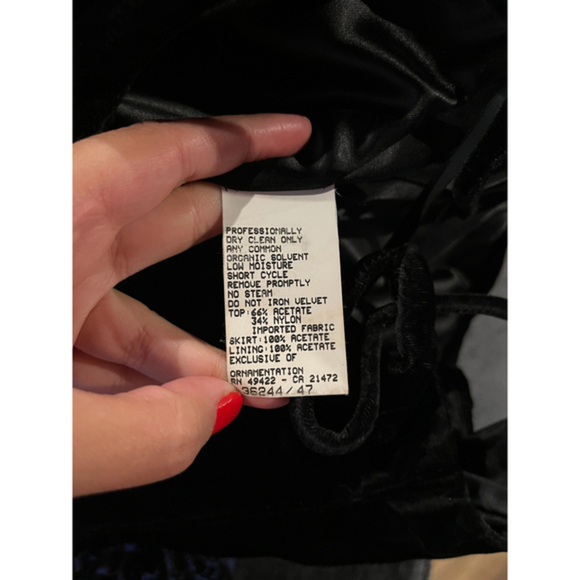 PROFESSIONALLY
DRY CLEAN ONLY
ANY COMMON
ORGANIC SOLVENT
LOW MOISTURE
SHORT CYCLE
REMOVE PROMPTLY
NO STEAM
DO NOT IRON VELVET
TOP:66% ACETATE
34% NYLON
IMPORTED FABRIC
SKIRT:100% ACETATE
LINING:100% ACETATE
EXCLUSIVE OF
ORNAMENTATION
RN 49422 - CA 21472
36244/47